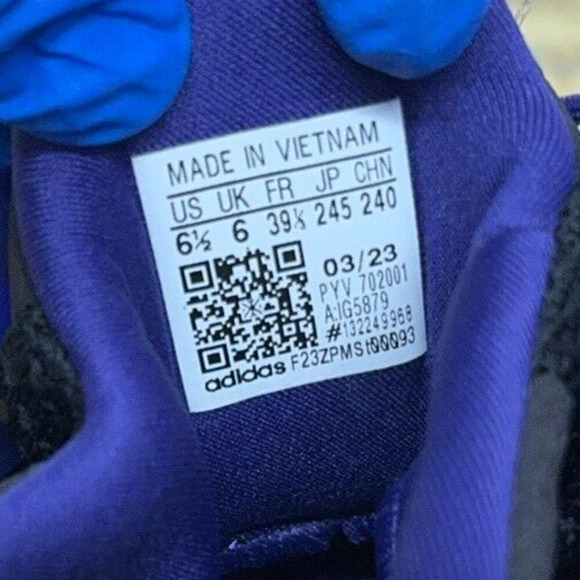 MADE IN VIETNAM
US UK FR JP CHN
6½ 6 39⅓ 245 240
03/23
PYV 702001
A:IG5879
#132249968
adidas F23ZPMSt00093